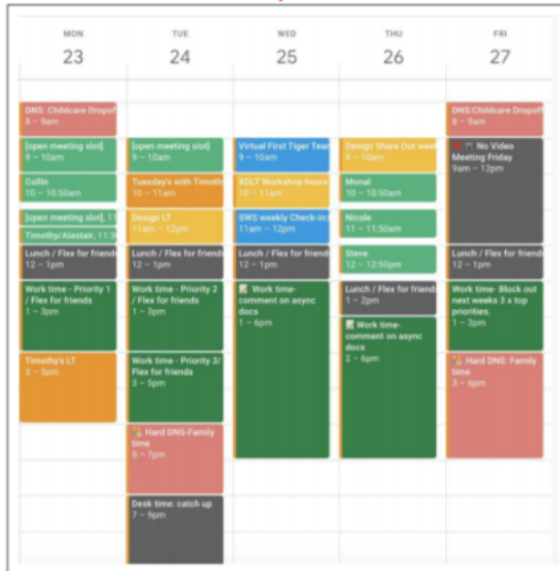 MON
23
TUE
24
WED
25
THU
26
FRI
27
DNS: Childcare Dropof
8 – 9am
[open meeting slot]
9 – 10am
Collin
10 – 10:50am
[open meeting slot], 11
Timothy/Alastair, 11:3
Lunch / Flex for friend
12 – 1pm
Work time - Priority 1
/ Flex for friends
1 – 3pm
Timothy's LT
3 – 5pm
[open meeting slot]
9 – 10am
Tuesday's with Timoth
10 – 11am
Design LT
11am – 12pm
Lunch / Flex for friend
12 – 1pm
Work time - Priority 2
/ Flex for friends
1 – 3pm
Work time - Priority 3/
Flex for friends
3 – 5pm
Hard DNS-Family
time
5 – 7pm
Desk time: catch up
7 – 9pm
Virtual First Tiger Tear
9 – 10am
XDLT Workshop hours
10 – 11am
SWS weekly Check-in:
11am – 12pm
Lunch / Flex for friend
12 – 1pm
Work time-
comment on async
docs
1 – 6pm
Design Share Out wee
9 – 10am
Monal
10 – 10:50am
Nicole
11 – 11:50am
Steve
12 – 12:50pm
Lunch / Flex for friend
1 – 2pm
Work time-
comment on async
docs
2 – 6pm
DNS:Childcare Dropof
8 – 9am
No Video
Meeting Friday
9am – 12pm
Lunch / Flex for friend
12 – 1pm
Work time- Block out
next weeks 3 x top
priorities.
1 – 3pm
Hard DNS: Family
time
3 – 6pm